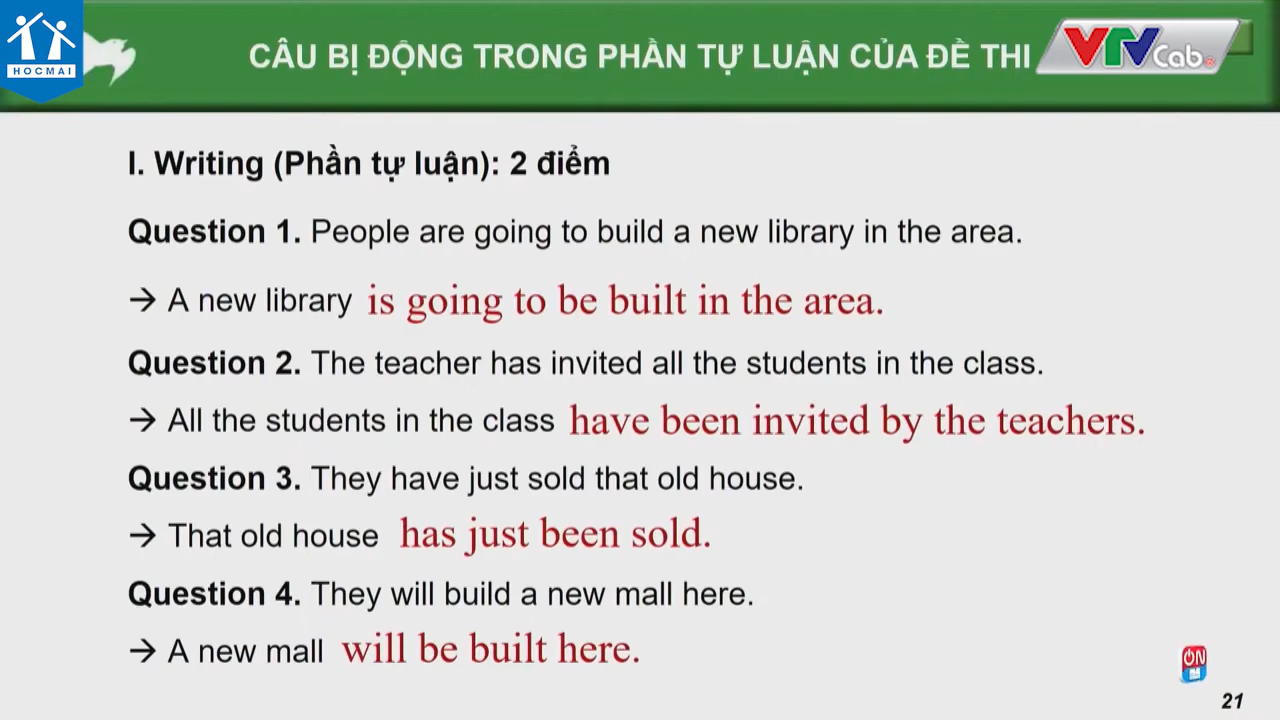 HOCMAI
CÂU BỊ ĐỘNG TRONG PHẦN TỰ LUẬN CỦA ĐỀ THI
VTVCab
I. Writing (Phần tự luận): 2 điểm
Question 1. People are going to build a new library in the area.
→ A new library is going to be built in the area.
Question 2. The teacher has invited all the students in the class.
→ All the students in the class have been invited by the teachers.
Question 3. They have just sold that old house.
→ That old house has just been sold.
Question 4. They will build a new mall here.
→ A new mall will be built here.
ON
21